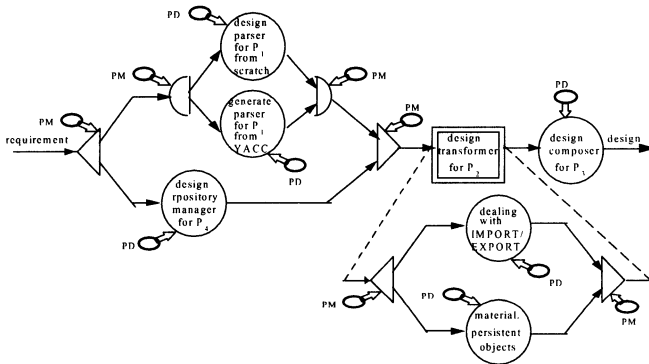 PD
design
parser
for P1
from
scratch
PM
PM
PM
generate
parser
for P1
from
YACC
PD
PM
requirement
design
rpository
manager
for P4
PD
design
transformer
for P2
PD
design
composer
for P3
design
dealing
with
IMPORT/
EXPORT
PD
PM
PD
material.
persistent
objects
PM